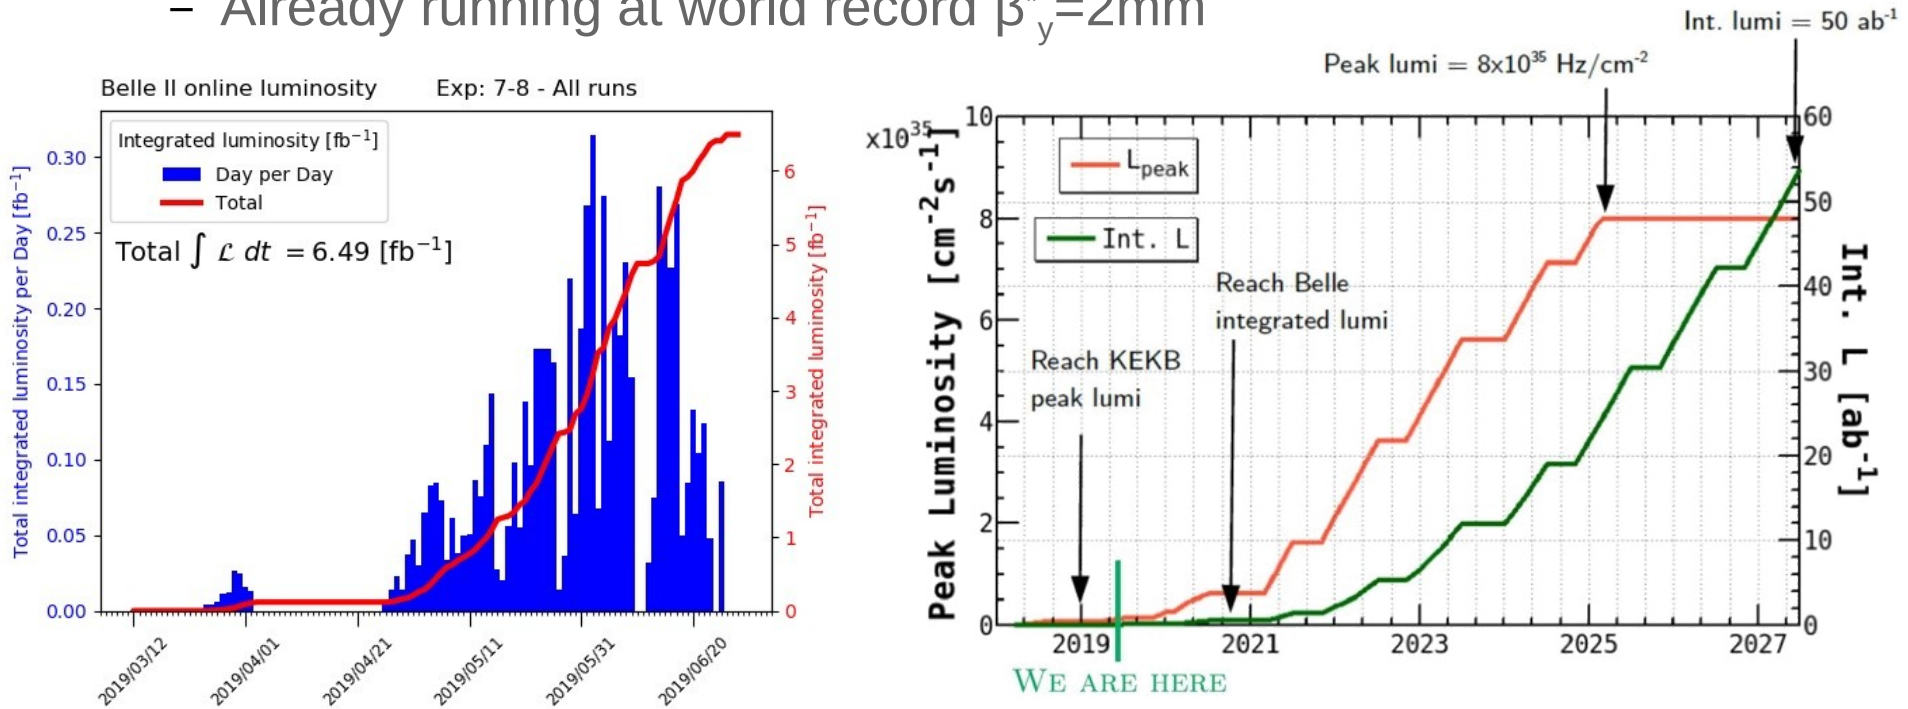 – Already running at world record β*y=2mm
Belle II online luminosity Exp: 7-8 - All runs
Integrated luminosity [fb⁻¹]
Day per Day
Total
Total ∫ ℒ dt = 6.49 [fb⁻¹]
Total integrated luminosity per Day [fb⁻¹]
0.30
0.25
0.20
0.15
0.10
0.05
0.00
6
5
4
3
2
1
0
Total integrated luminosity [fb⁻¹]
2019/03/12
2019/04/01
2019/04/21
2019/05/11
2019/05/31
2019/06/20
Int. lumi = 50 ab⁻¹
Peak lumi = 8x10³⁵ Hz/cm⁻²
x10³⁵
Peak Luminosity [cm⁻²s⁻¹]
10
8
6
4
2
0
Lpeak
Int. L
Reach Belle
integrated lumi
Reach KEKB
peak lumi
60
50
40
30
20
10
0
Int. L [ab⁻¹]
2019
2021
2023
2025
2027
WE ARE HERE